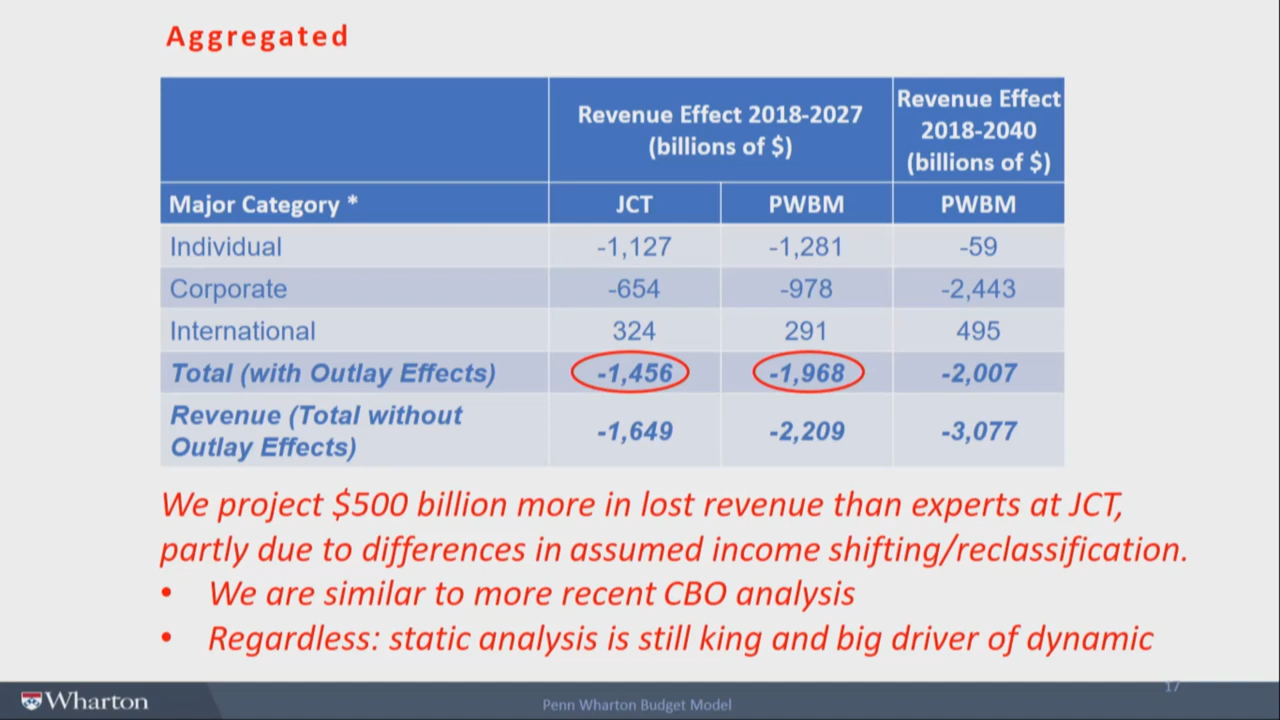 Aggregated
Revenue Effect 2018-2027
(billions of $)
Revenue Effect
2018-2040
(billions of $)
Major Category * JCT PWBM PWBM
Individual -1,127 -1,281 -59
Corporate -654 -978 -2,443
International 324 291 495
Total (with Outlay Effects) -1,456 -1,968 -2,007
Revenue (Total without
Outlay Effects) -1,649 -2,209 -3,077
We project $500 billion more in lost revenue than experts at JCT,
partly due to differences in assumed income shifting/reclassification.
• We are similar to more recent CBO analysis
• Regardless: static analysis is still king and big driver of dynamic
17
Wharton
Penn Wharton Budget Model